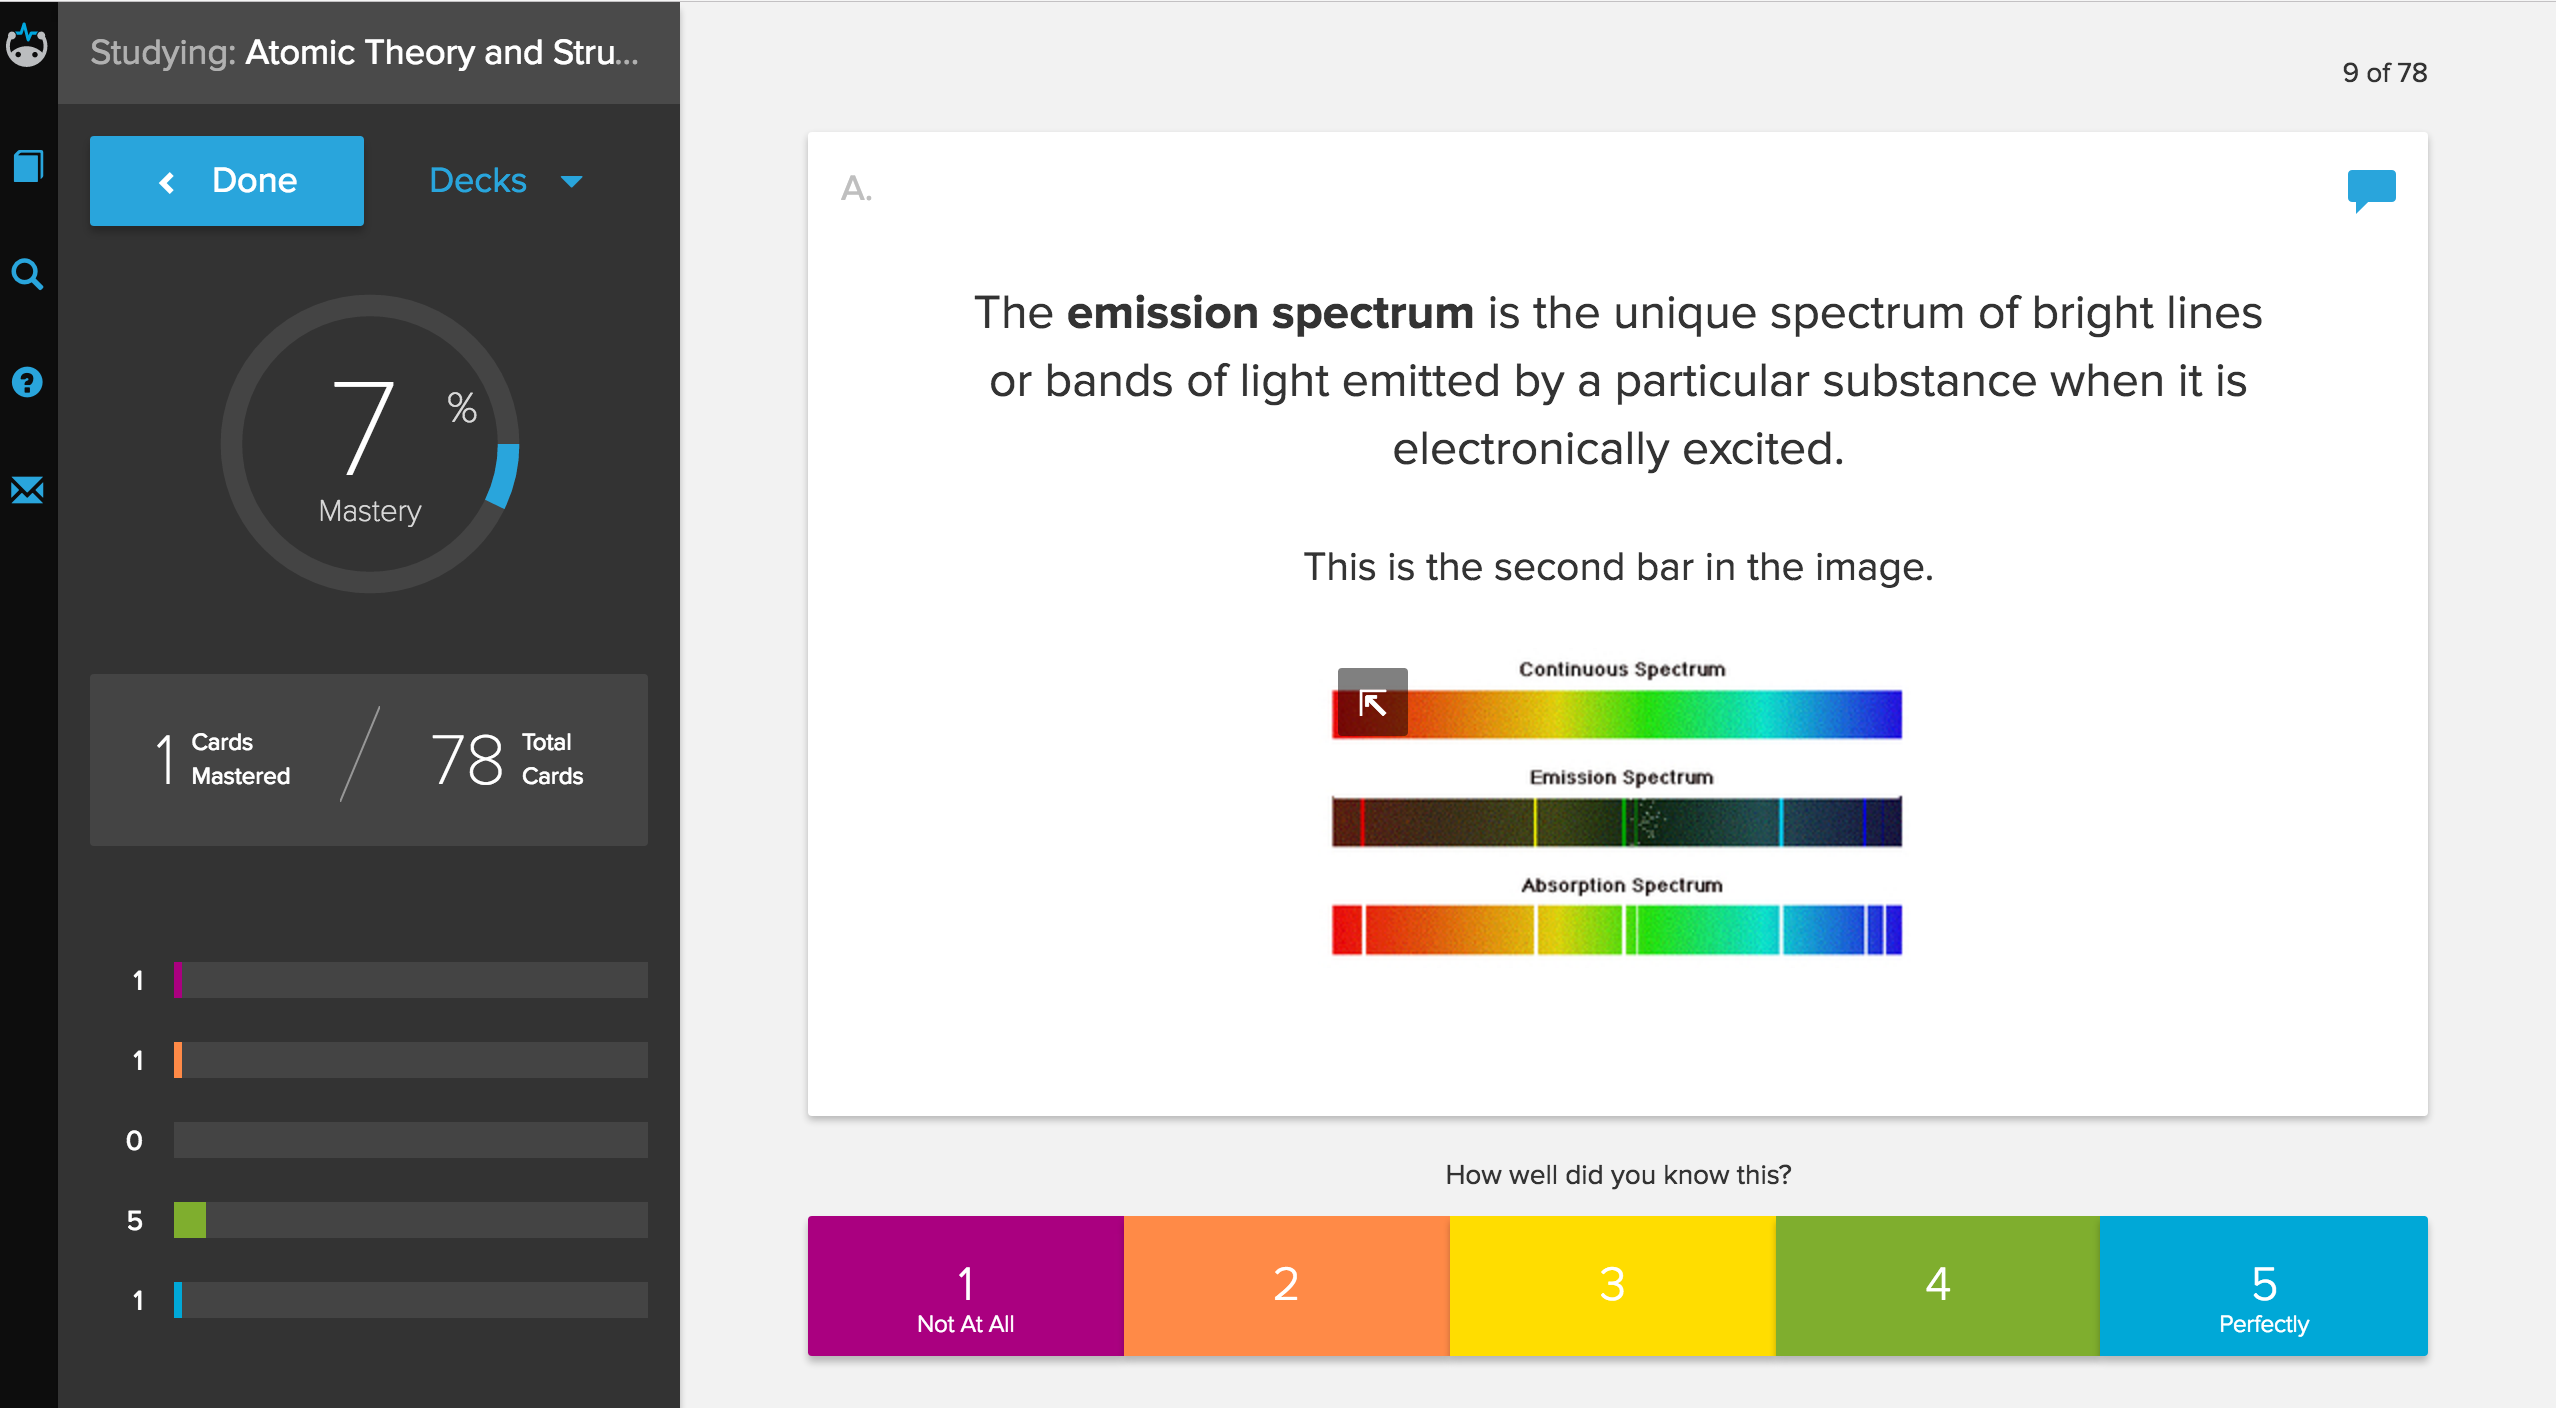 Studying: Atomic Theory and Stru...
Done
Decks
7 %
Mastery
1 Cards Mastered
78 Total Cards
1
1
0
5
1
9 of 78
A.
The emission spectrum is the unique spectrum of bright lines
or bands of light emitted by a particular substance when it is
electronically excited.
This is the second bar in the image.
Continuous Spectrum
Emission Spectrum
Absorption Spectrum
How well did you know this?
1
Not At All
2
3
4
5
Perfectly